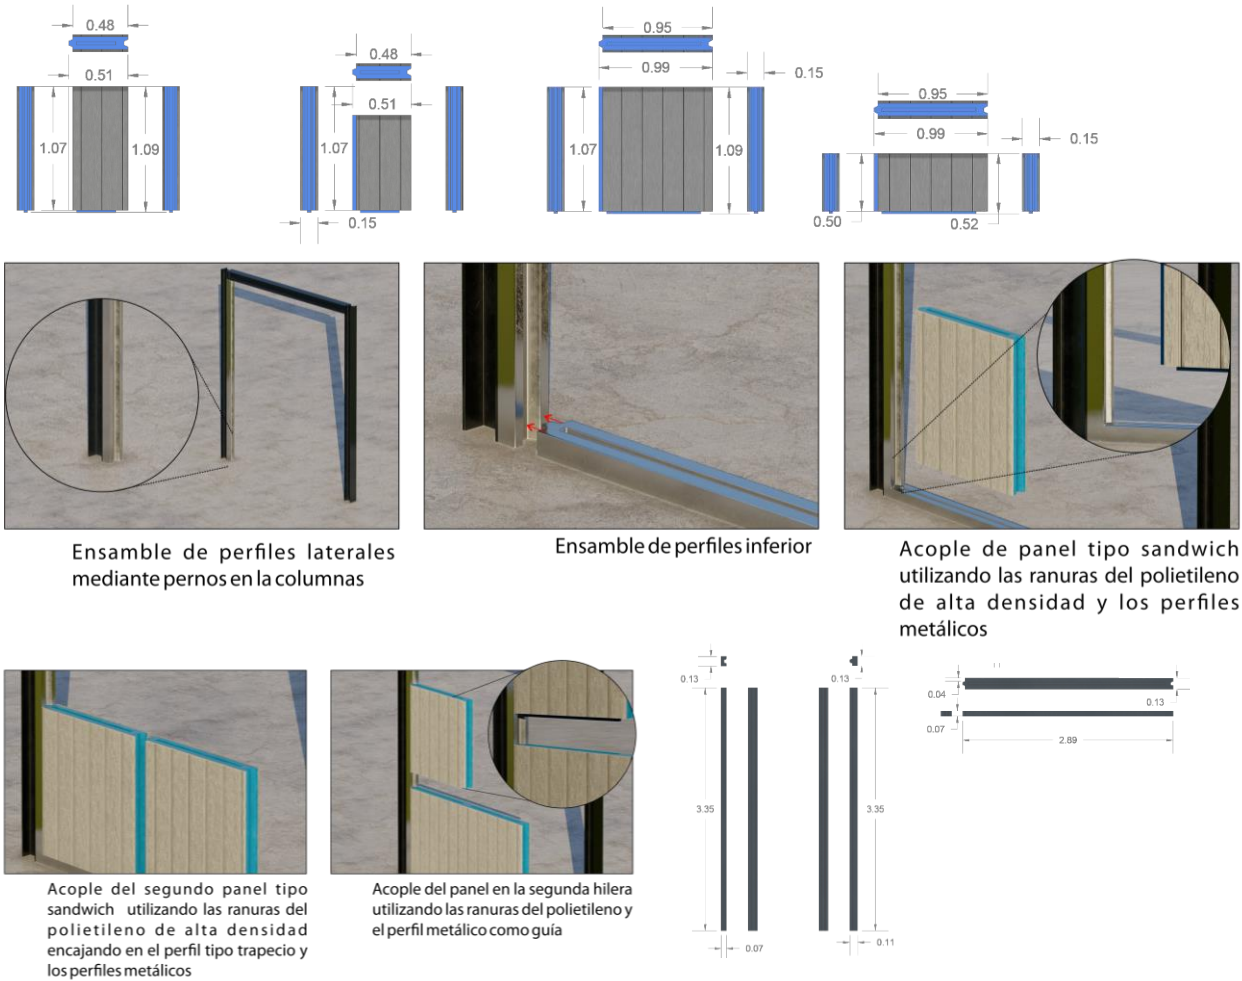 0.48
0.51
1.07
1.09
0.48
0.51
1.07
0.15
0.95
0.99
0.15
1.07
1.09
0.95
0.99
0.15
0.50
0.52
Ensamble de perfiles laterales
mediante pernos en la columnas
Ensamble de perfiles inferior
Acople de panel tipo sandwich
utilizando las ranuras del polietileno
de alta densidad y los perfiles
metálicos
Acople del segundo panel tipo
sandwich utilizando las ranuras del
polietileno de alta densidad
encajando en el perfil tipo trapecio y
los perfiles metálicos
Acople del panel en la segunda hilera
utilizando las ranuras del polietileno y
el perfil metálico como guía
0.13
3.35
0.07
0.13
3.35
0.11
0.04
0.13
0.07
2.89